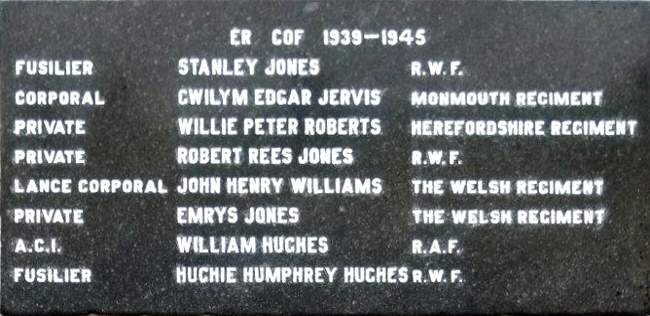 ER COF 1939-1945
FUSILIER STANLEY JONES R.W.F.
CORPORAL GWILYM EDGAR JERVIS MONMOUTH REGIMENT
PRIVATE WILLIE PETER ROBERTS HEREFORDSHIRE REGIMENT
PRIVATE ROBERT REES JONES R.W.F.
LANCE CORPORAL JOHN HENRY WILLIAMS THE WELSH REGIMENT
PRIVATE EMRYS JONES THE WELSH REGIMENT
A.C.I. WILLIAM HUGHES R.A.F.
FUSILIER HUGHIE HUMPHREY HUGHES R.W.F.